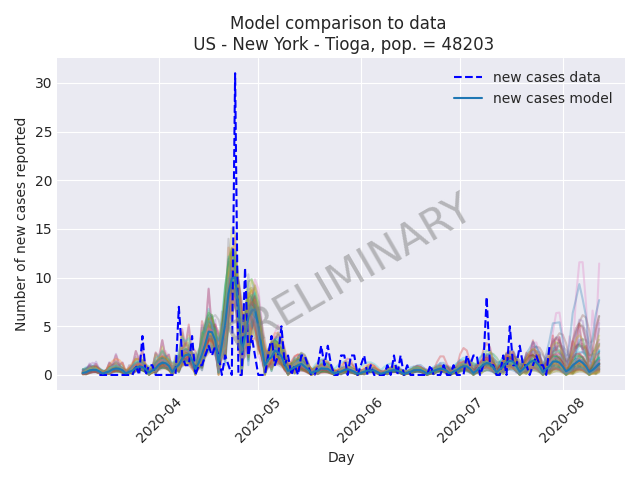 Model comparison to data
US - New York - Tioga, pop. = 48203
new cases data
new cases model
Number of new cases reported
30
25
20
15
10
5
0
PRELIMINARY
2020-04
2020-05
2020-06
2020-07
2020-08
Day